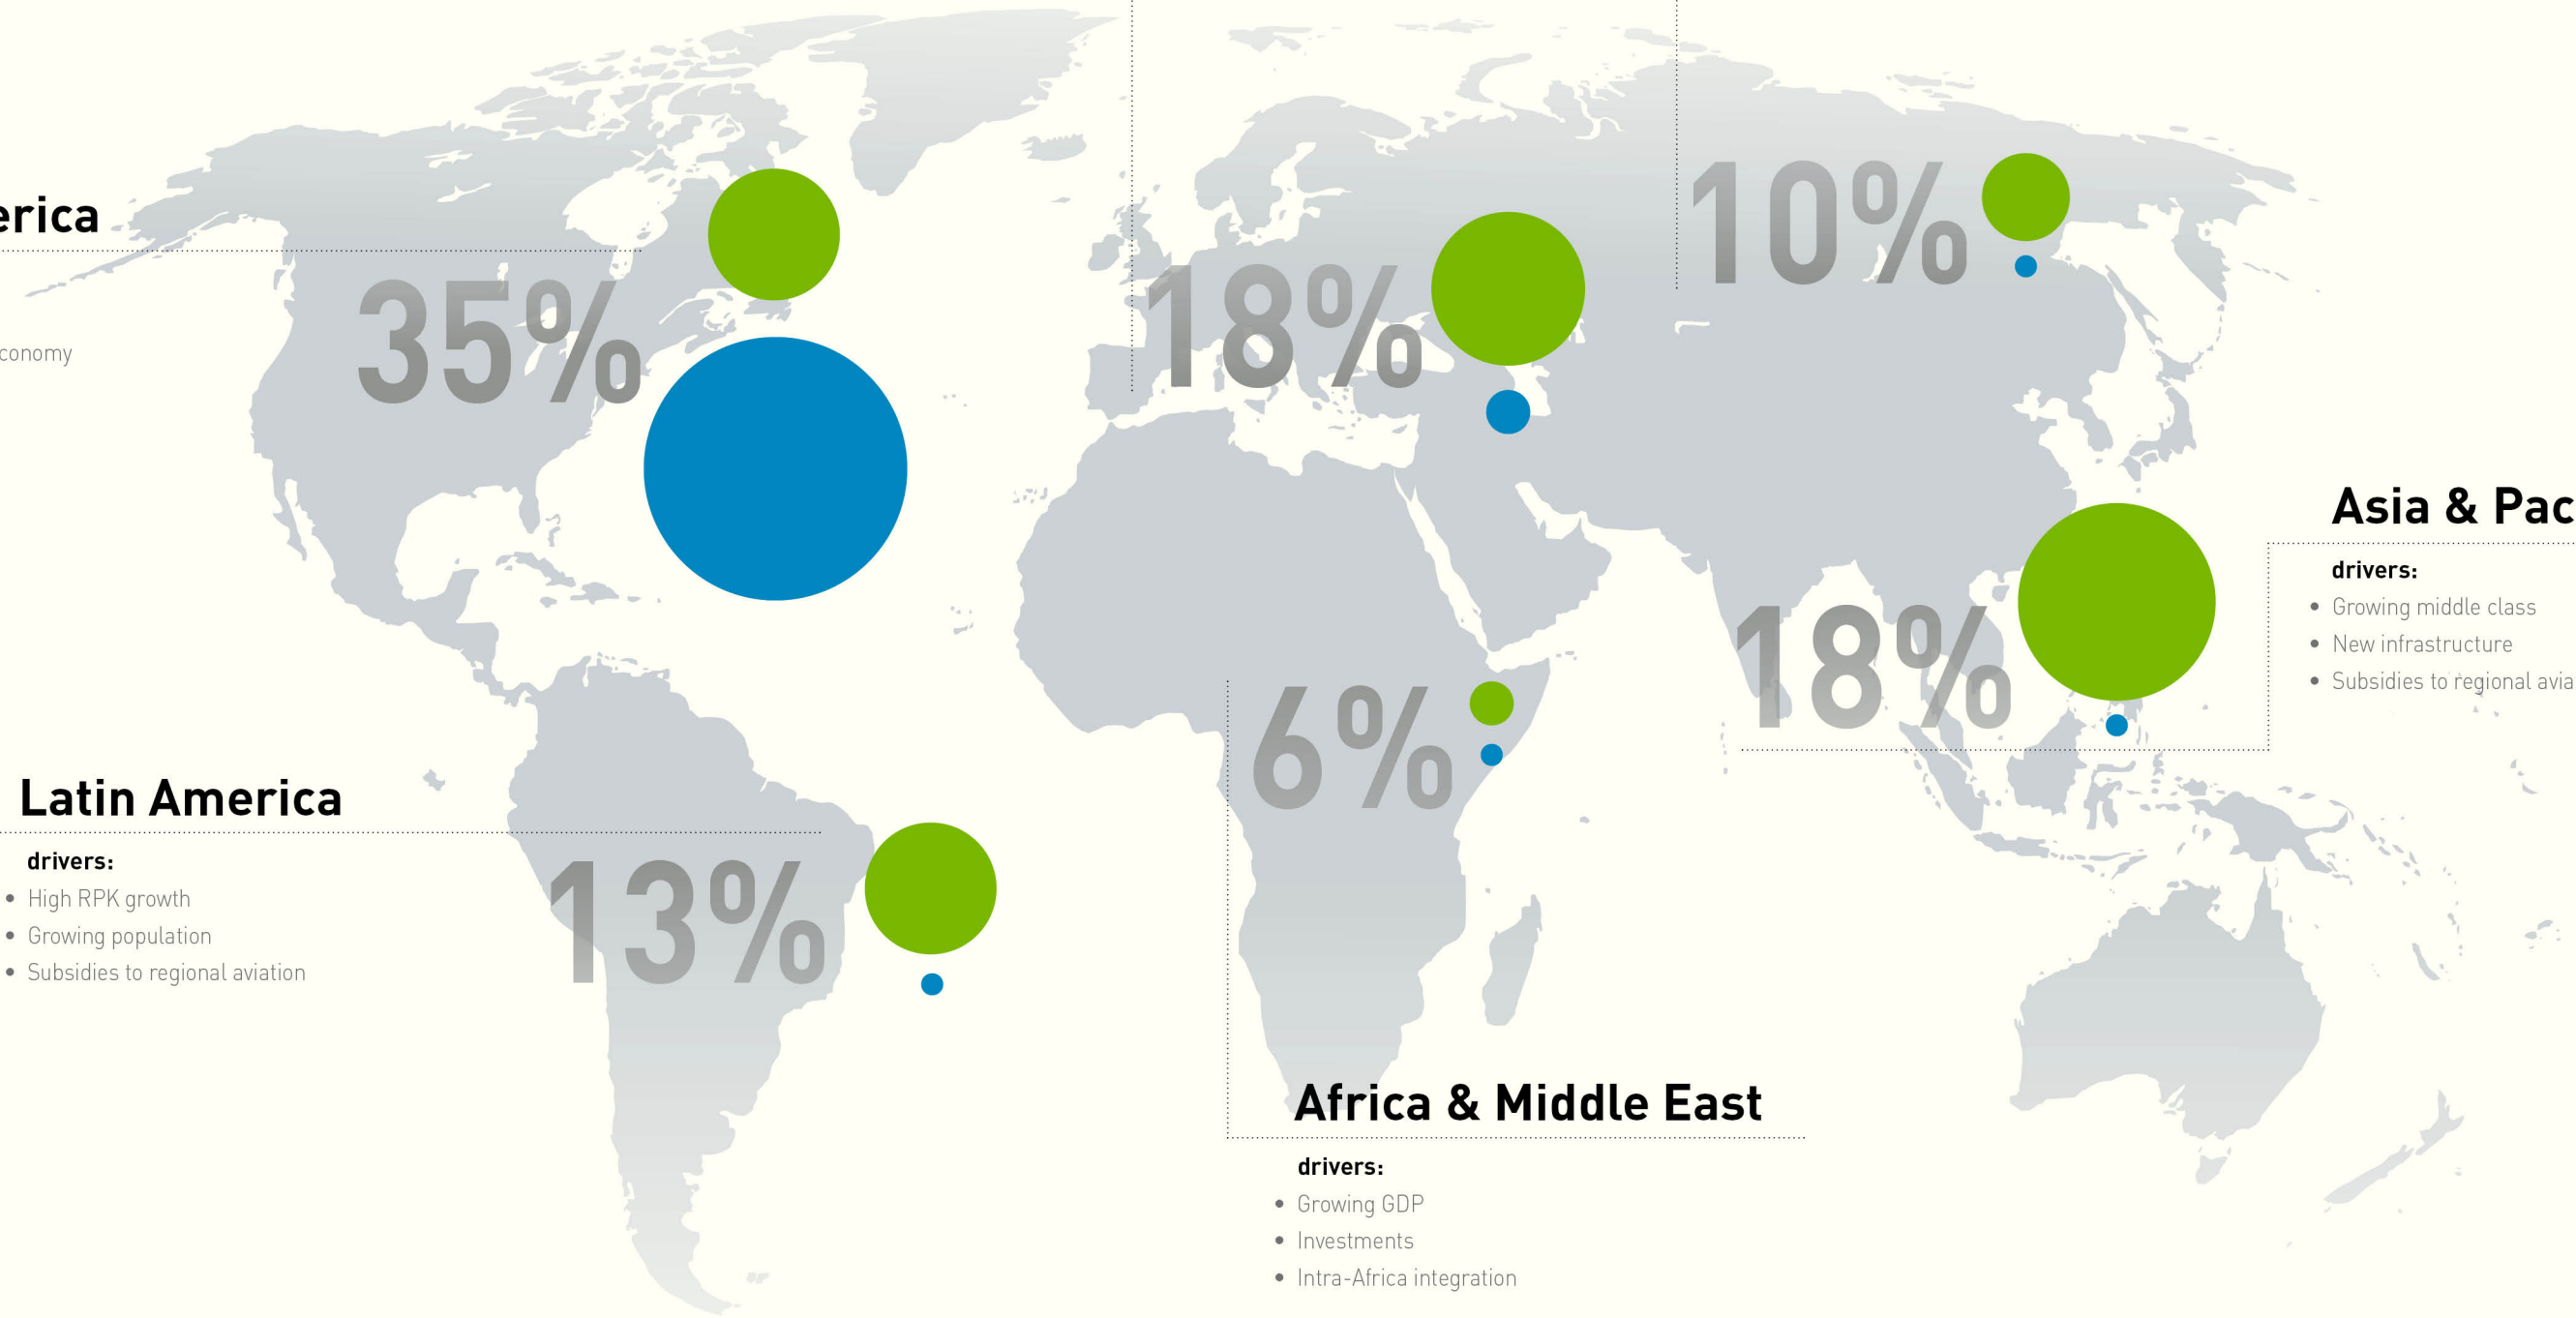 erica
conomy
35%
18%
10%
Asia & Pac
drivers:
• Growing middle class
• New infrastructure
• Subsidies to regional avia
18%
6%
Latin America
drivers:
• High RPK growth
• Growing population
• Subsidies to regional aviation
13%
Africa & Middle East
drivers:
• Growing GDP
• Investments
• Intra-Africa integration